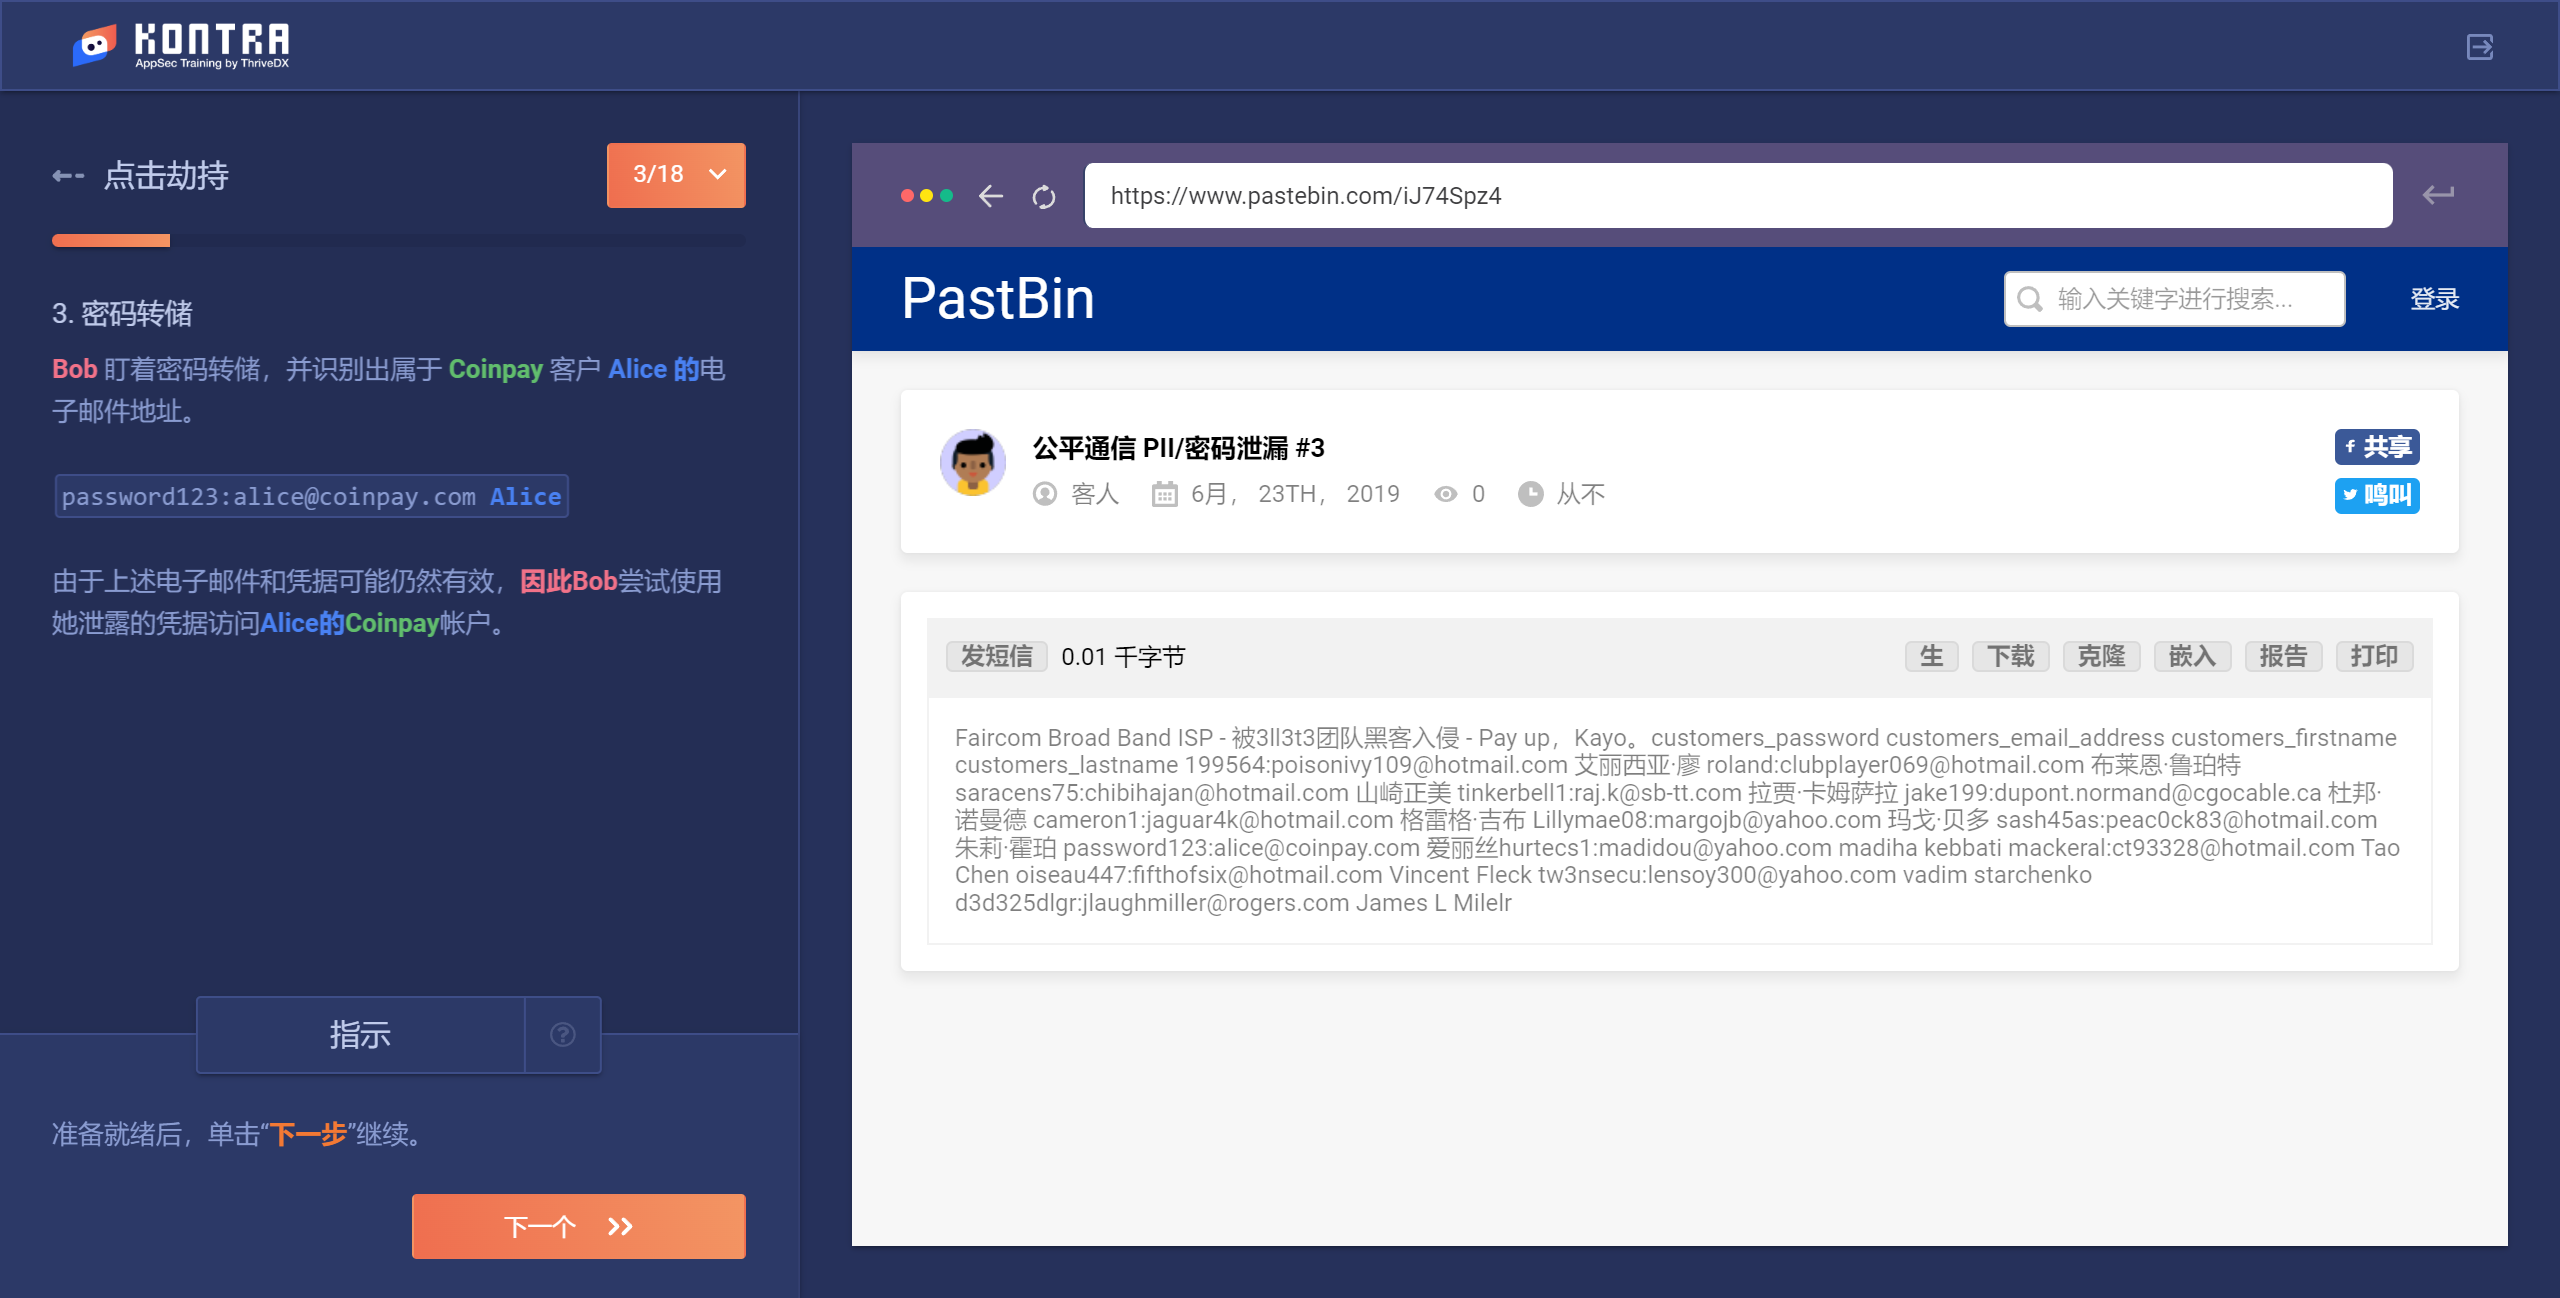 KONTRA
AppSec Training by ThriveDX
点击劫持
3/18
3. 密码转储
Bob 盯着密码转储，并识别出属于 Coinpay 客户 Alice 的电
子邮件地址。
password123:alice@coinpay.com Alice
由于上述电子邮件和凭据可能仍然有效，因此Bob尝试使用
她泄露的凭据访问Alice的Coinpay帐户。
指示
?
准备就绪后，单击“下一步”继续。
下一个
https://www.pastebin.com/iJ74Spz4
PastBin
输入关键字进行搜索...
登录
公平通信 PII/密码泄漏 #3
客人 6月， 23TH， 2019 0 从不
共享
鸣叫
发短信 0.01 千字节
生 下载 克隆 嵌入 报告 打印
Faircom Broad Band ISP - 被3ll3t3团队黑客入侵 - Pay up，Kayo。customers_password customers_email_address customers_firstname
customers_lastname 199564:poisonivy109@hotmail.com 艾丽西亚·廖 roland:clubplayer069@hotmail.com 布莱恩·鲁珀特
saracens75:chibihajan@hotmail.com 山崎正美 tinkerbell1:raj.k@sb-tt.com 拉贾·卡姆萨拉 jake199:dupont.normand@cgocable.ca 杜邦·
诺曼德 cameron1:jaguar4k@hotmail.com 格雷格·吉布 Lillymae08:margojb@yahoo.com 玛戈·贝多 sash45as:peac0ck83@hotmail.com
朱莉·霍珀 password123:alice@coinpay.com 爱丽丝hurtecs1:madidou@yahoo.com madiha kebbati mackeral:ct93328@hotmail.com Tao
Chen oiseau447:fifthofsix@hotmail.com Vincent Fleck tw3nsecu:lensoy300@yahoo.com vadim starchenko
d3d325dlgr:jlaughmiller@rogers.com James L Milelr